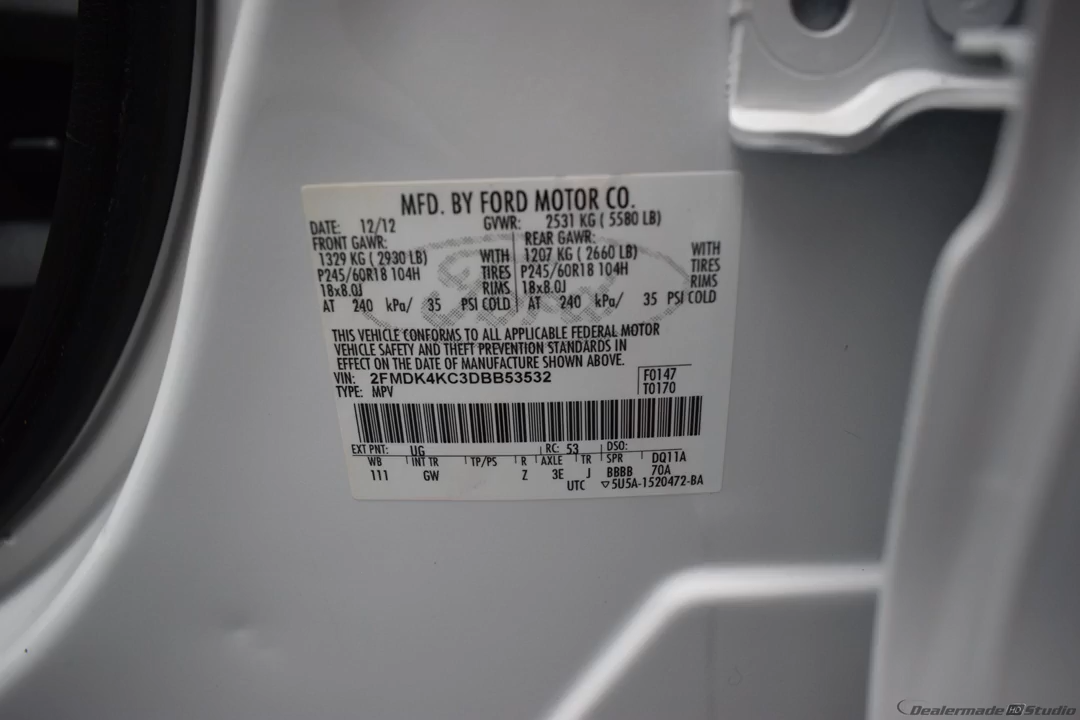 MFD. BY FORD MOTOR CO.
DATE: 12/12 GVWR: 2531 KG ( 5580 LB)
FRONT GAWR: REAR GAWR:
1329 KG ( 2930 LB) WITH 1207 KG ( 2660 LB) WITH
P245/60R18 104H TIRES P245/60R18 104H TIRES
18x8.0J RIMS 18x8.0J RIMS
AT 240 kPa/ 35 PSI COLD AT 240 kPa/ 35 PSI COLD
THIS VEHICLE CONFORMS TO ALL APPLICABLE FEDERAL MOTOR
VEHICLE SAFETY AND THEFT PREVENTION STANDARDS IN
EFFECT ON THE DATE OF MANUFACTURE SHOWN ABOVE.
VIN: 2FMDK4KC3DBB53532 F0147
TYPE: MPV T0170
EXT PNT: UG RC: 53 DSO:
WB INT TR TP/PS R AXLE TR SPR DQ11A
111 GW Z 3E J BBBB 70A
UTC ▽5U5A-1520472-BA
Ford
Dealermade HD Studio